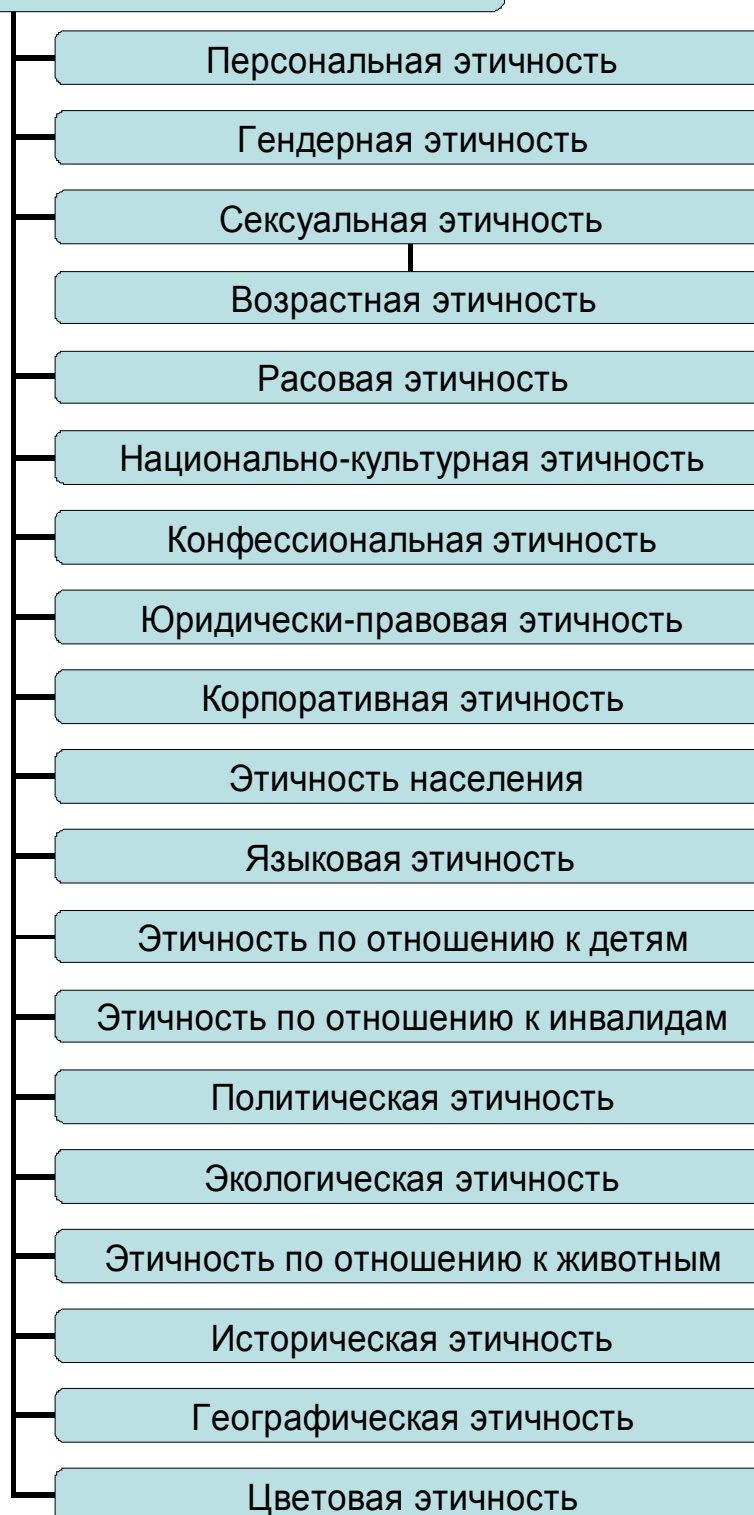 Персональная этичность
Гендерная этичность
Сексуальная этичность
Возрастная этичность
Расовая этичность
Национально-культурная этичность
Конфессиональная этичность
Юридически-правовая этичность
Корпоративная этичность
Этичность населения
Языковая этичность
Этичность по отношению к детям
Этичность по отношению к инвалидам
Политическая этичность
Экологическая этичность
Этичность по отношению к животным
Историческая этичность
Географическая этичность
Цветовая этичность